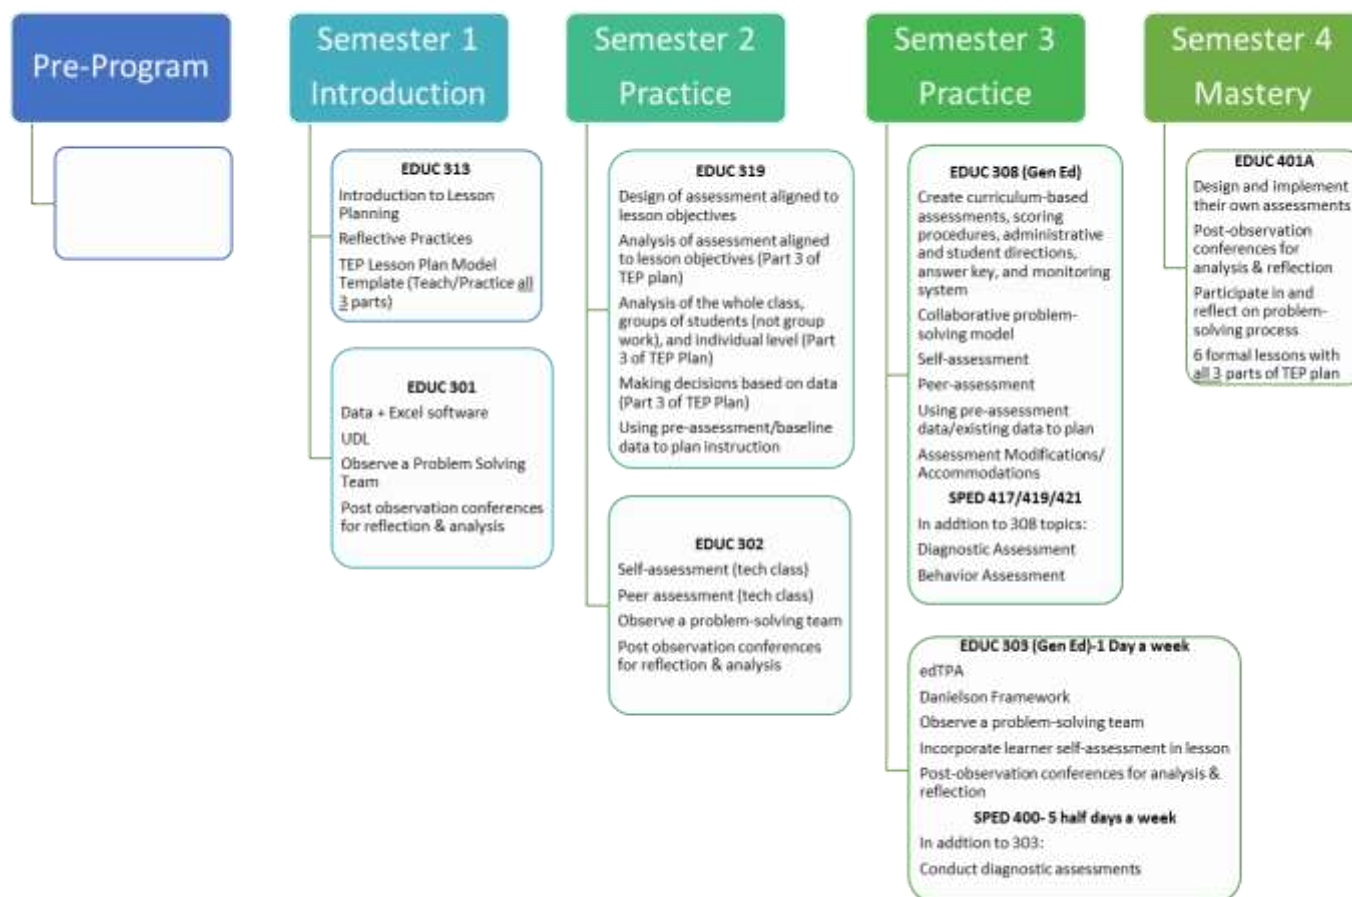 Pre-Program
Semester 1
Introduction
Semester 2
Practice
Semester 3
Practice
Semester 4
Mastery
EDUC 313
Introduction to Lesson
Planning
Reflective Practices
TEP Lesson Plan Model
Template (Teach/Practice all
3 parts)
EDUC 301
Data + Excel software
UDL
Observe a Problem Solving
Team
Post observation conferences
for reflection & analysis
EDUC 319
Design of assessment aligned to
lesson objectives
Analysis of assessment aligned
to lesson objectives (Part 3 of
TEP plan)
Analysis of the whole class,
groups of students (not group
work), and individual level (Part
3 of TEP Plan)
Making decisions based on data
(Part 3 of TEP Plan)
Using pre-assessment/baseline
data to plan instruction
EDUC 302
Self-assessment (tech class)
Peer assessment (tech class)
Observe a problem-solving team
Post observation conferences
for reflection & analysis
EDUC 308 (Gen Ed)
Create curriculum-based
assessments, scoring
procedures, administrative
and student directions,
answer key, and monitoring
system
Collaborative problem-
solving model
Self-assessment
Peer-assessment
Using pre-assessment
data/existing data to plan
Assessment Modifications/
Accommodations
SPED 417/419/421
In addtion to 308 topics:
Diagnostic Assessment
Behavior Assessment
EDUC 303 (Gen Ed)-1 Day a week
edTPA
Danielson Framework
Observe a problem-solving team
Incorporate learner self-assessment in lesson
Post-observation conferences for analysis &
reflection
SPED 400- 5 half days a week
In addtion to 303:
Conduct diagnostic assessments
EDUC 401A
Design and implement
their own assessments
Post-observation
conferences for
analysis & reflection
Participate in and
reflect on problem-
solving process
6 formal lessons with
all 3 parts of TEP plan